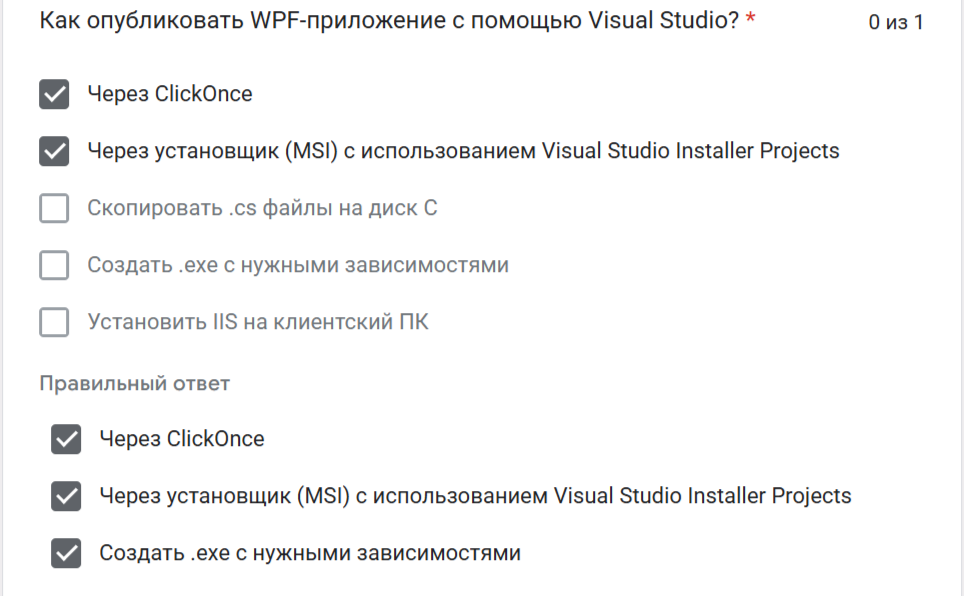 Как опубликовать WPF-приложение с помощью Visual Studio? * 0 из 1
Через ClickOnce
Через установщик (MSI) с использованием Visual Studio Installer Projects
Скопировать .cs файлы на диск C
Создать .exe с нужными зависимостями
Установить IIS на клиентский ПК
Правильный ответ
Через ClickOnce
Через установщик (MSI) с использованием Visual Studio Installer Projects
Создать .exe с нужными зависимостями